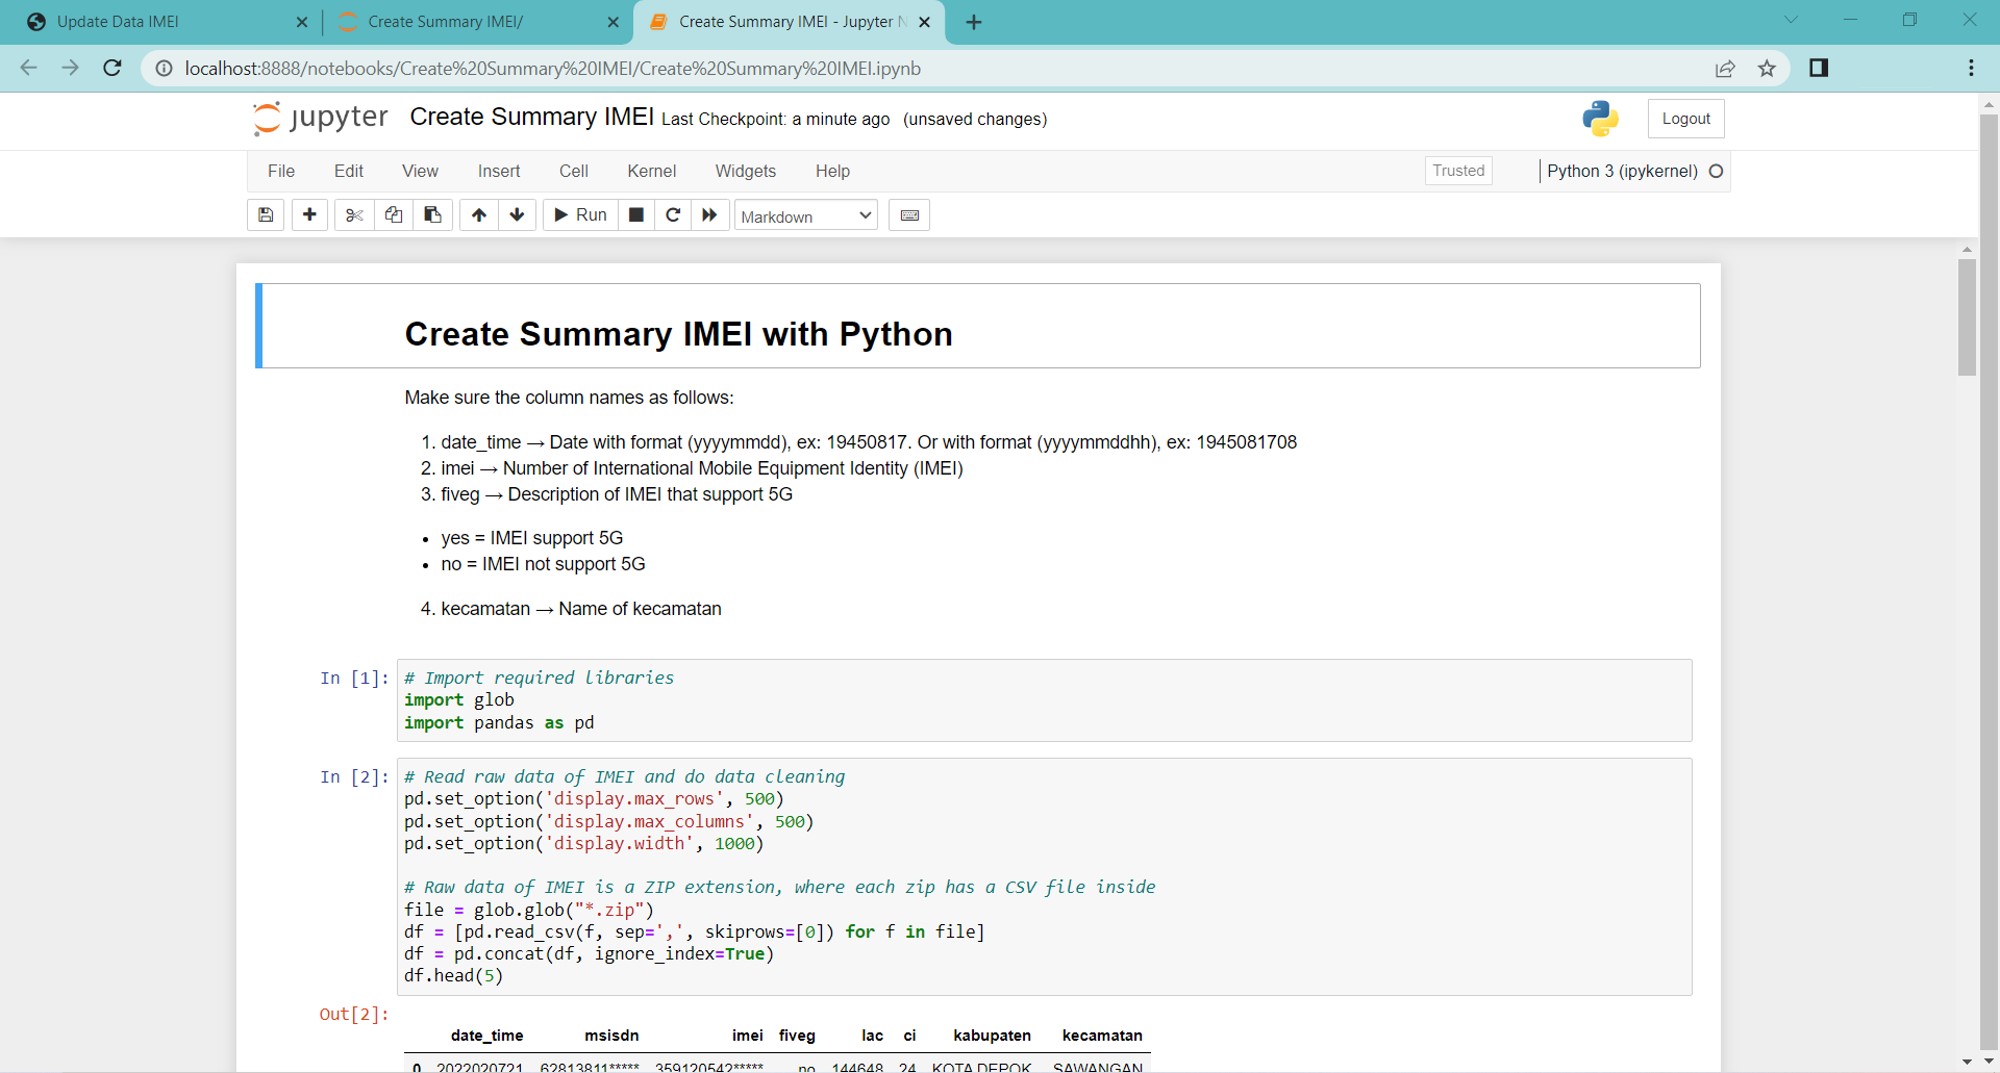 Update Data IMEI
Create Summary IMEI/
Create Summary IMEI - Jupyter N
localhost:8888/notebooks/Create%20Summary%20IMEI/Create%20Summary%20IMEI.ipynb
jupyter Create Summary IMEI Last Checkpoint: a minute ago (unsaved changes)
Logout
File Edit View Insert Cell Kernel Widgets Help
Trusted
Python 3 (ipykernel)
Run
Markdown
Create Summary IMEI with Python
Make sure the column names as follows:
1. date_time → Date with format (yyyymmdd), ex: 19450817. Or with format (yyyymmddhh), ex: 1945081708
2. imei → Number of International Mobile Equipment Identity (IMEI)
3. fiveg → Description of IMEI that support 5G
• yes = IMEI support 5G
• no = IMEI not support 5G
4. kecamatan → Name of kecamatan
In [1]:
# Import required libraries
import glob
import pandas as pd
In [2]:
# Read raw data of IMEI and do data cleaning
pd.set_option('display.max_rows', 500)
pd.set_option('display.max_columns', 500)
pd.set_option('display.width', 1000)
# Raw data of IMEI is a ZIP extension, where each zip has a CSV file inside
file = glob.glob("*.zip")
df = [pd.read_csv(f, sep=',', skiprows=[0]) for f in file]
df = pd.concat(df, ignore_index=True)
df.head(5)
Out[2]:
date_time msisdn imei fiveg lac ci kabupaten kecamatan
0 2022020721 62813811***** 359120542***** no 144648 24 KOTA DEPOK SAWANGAN